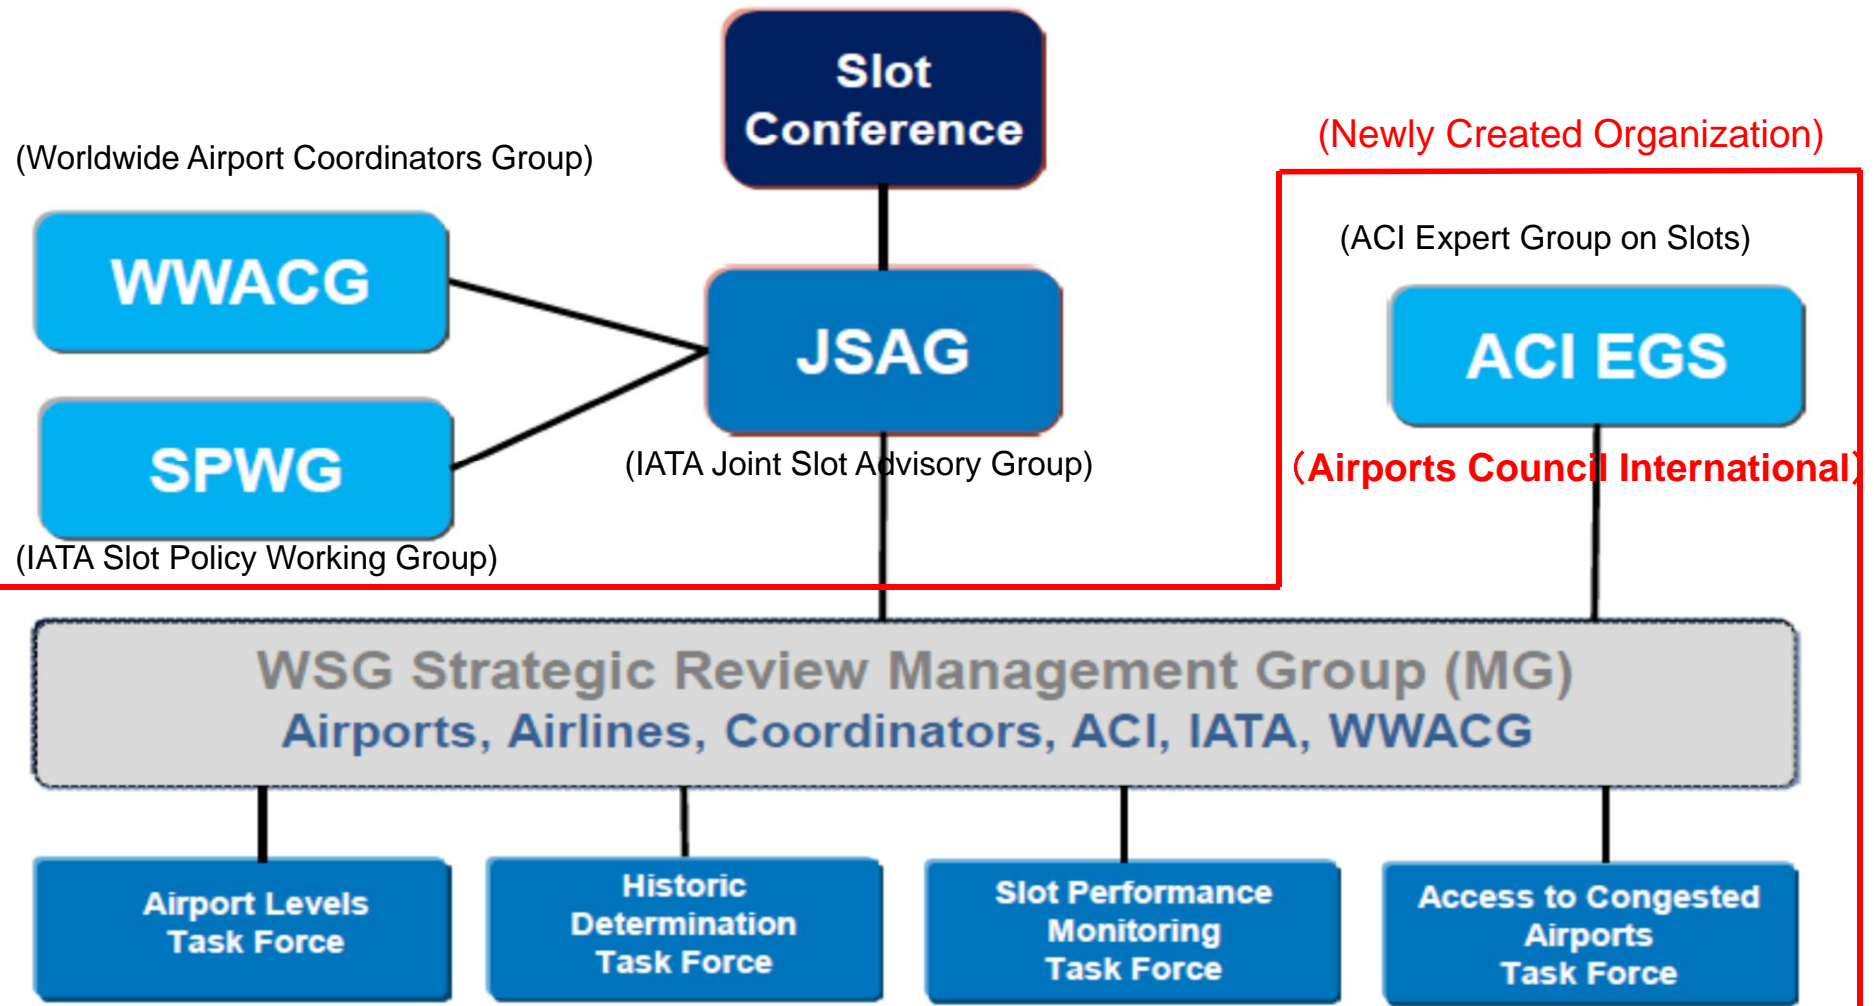 Slot
Conference
(Newly Created Organization)
(Worldwide Airport Coordinators Group)
(ACI Expert Group on Slots)
WWACG
JSAG
ACI EGS
SPWG
(IATA Joint Slot Advisory Group)
(Airports Council International)
(IATA Slot Policy Working Group)
WSG Strategic Review Management Group (MG)
Airports, Airlines, Coordinators, ACI, IATA, WWACG
Airport Levels
Task Force
Historic
Determination
Task Force
Slot Performance
Monitoring
Task Force
Access to Congested
Airports
Task Force